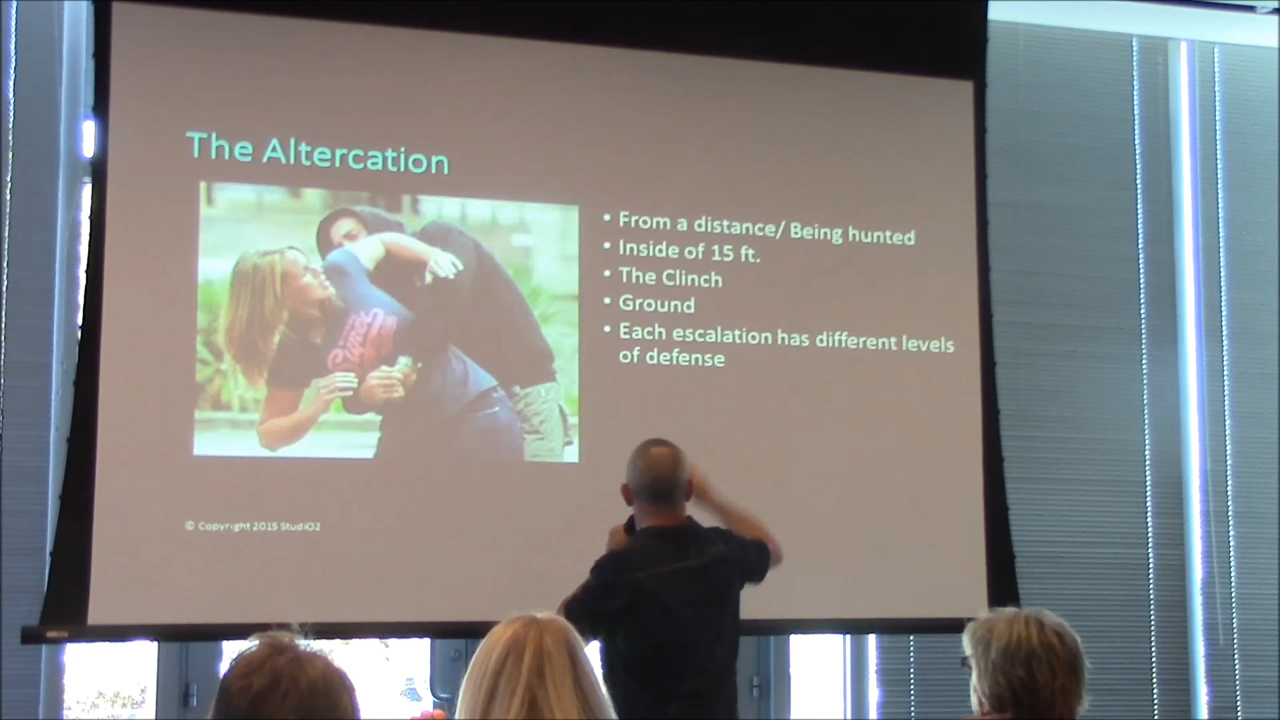 The Altercation
• From a distance/ Being hunted
• Inside of 15 ft.
• The Clinch
• Ground
• Each escalation has different levels
of defense
© Copyright 2015 StudiO2